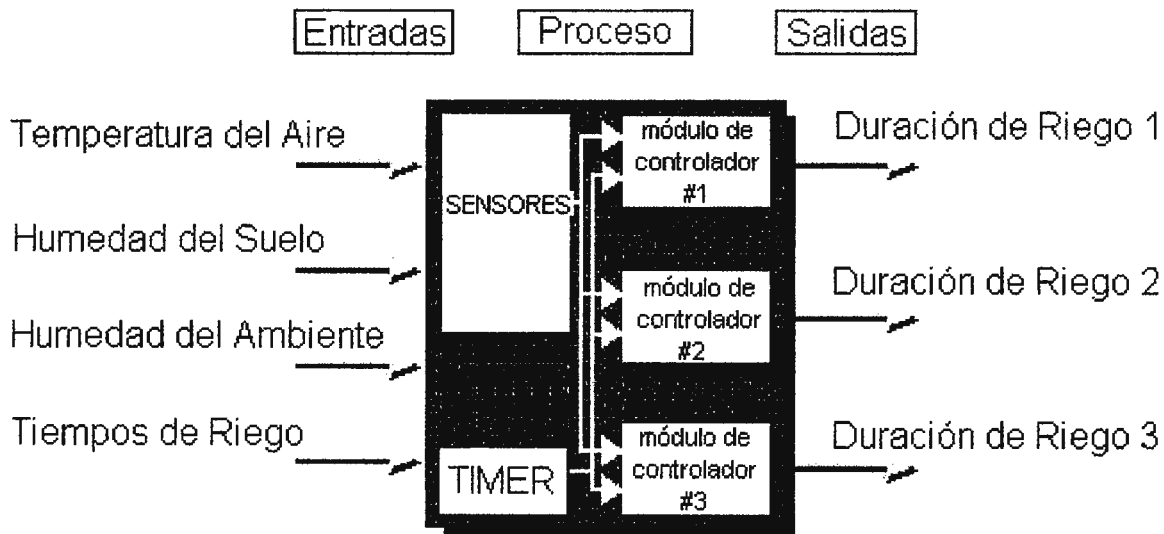 Entradas
Proceso
Salidas
Temperatura del Aire
Humedad del Suelo
Humedad del Ambiente
Tiempos de Riego
SENSORES
TIMER
módulo de
controlador
#1
módulo de
controlador
#2
módulo de
controlador
#3
Duración de Riego 1
Duración de Riego 2
Duración de Riego 3